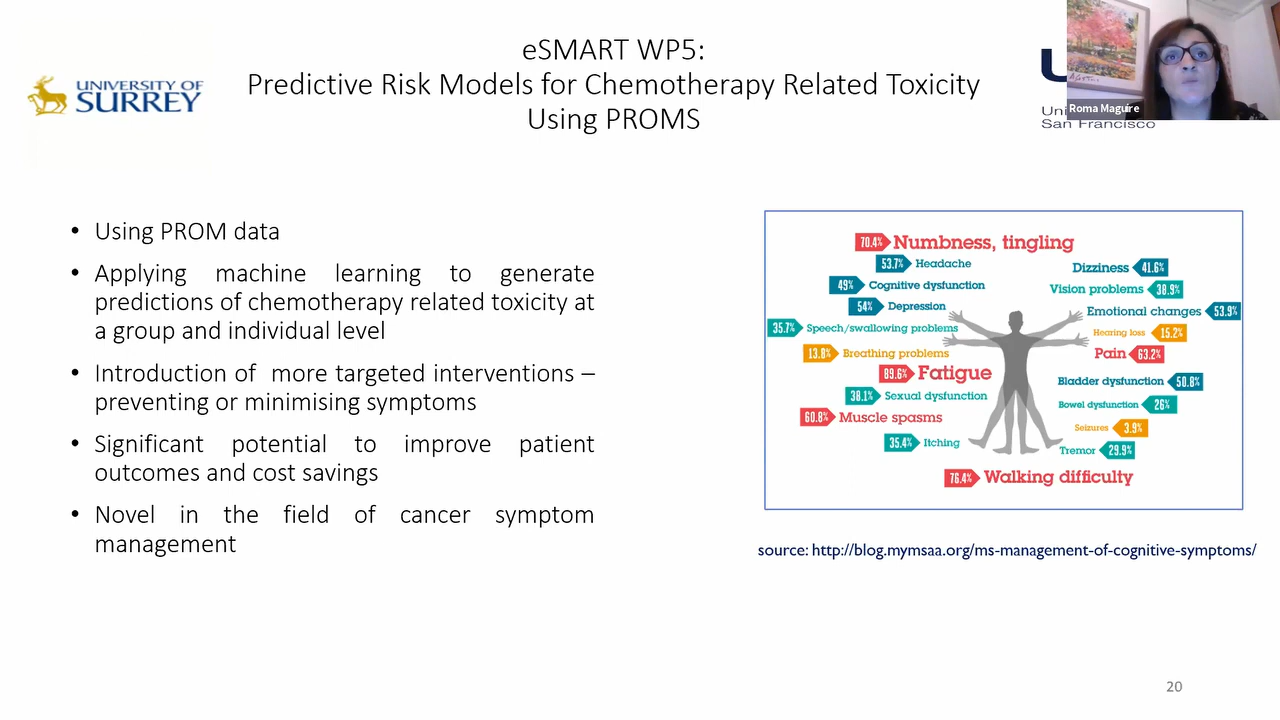 eSMART WP5:
Predictive Risk Models for Chemotherapy Related Toxicity
Using PROMS
UNIVERSITY OF
SURREY
San Francisco
Roma Maguire
• Using PROM data
• Applying machine learning to generate
predictions of chemotherapy related toxicity at
a group and individual level
• Introduction of more targeted interventions –
preventing or minimising symptoms
• Significant potential to improve patient
outcomes and cost savings
• Novel in the field of cancer symptom
management
70.4% Numbness, tingling
53.7% Headache
49% Cognitive dysfunction
54% Depression
35.7% Speech/swallowing problems
13.8% Breathing problems
89.6% Fatigue
38.1% Sexual dysfunction
60.8% Muscle spasms
35.4% Itching
76.4% Walking difficulty
Dizziness 41.6%
Vision problems 38.9%
Emotional changes 53.9%
Hearing loss 15.2%
Pain 63.2%
Bladder dysfunction 50.8%
Bowel dysfunction 26%
Seizures 3.9%
Tremor 29.9%
source: http://blog.mymsaa.org/ms-management-of-cognitive-symptoms/
20